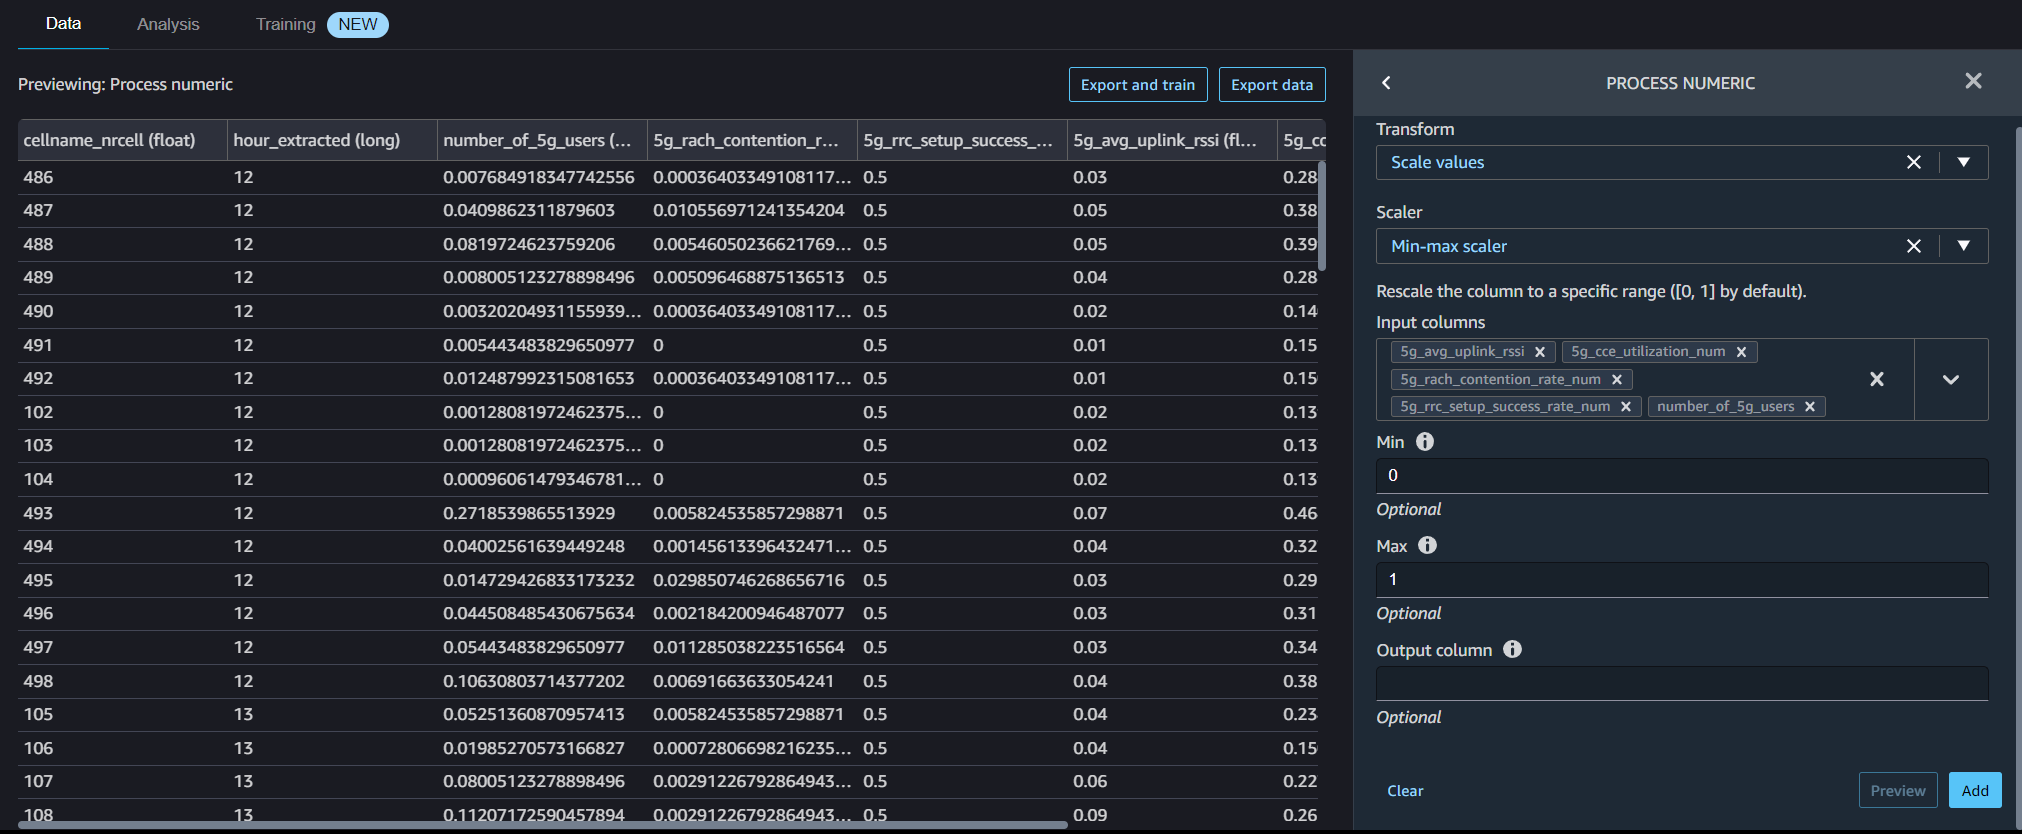 Data Analysis Training NEW
Previewing: Process numeric Export and train Export data
cellname_nrcell (float) hour_extracted (long) number_of_5g_users (... 5g_rach_contention_r... 5g_rrc_setup_success_... 5g_avg_uplink_rssi (fl... 5g_cc
486 12 0.007684918347742556 0.00036403349108117... 0.5 0.03 0.28
487 12 0.0409862311879603 0.010556971241354204 0.5 0.05 0.38
488 12 0.0819724623759206 0.00546050236621769... 0.5 0.05 0.39
489 12 0.008005123278898496 0.005096468875136513 0.5 0.04 0.28
490 12 0.00320204931155939... 0.00036403349108117... 0.5 0.02 0.14
491 12 0.005443483829650977 0 0.5 0.01 0.15
492 12 0.012487992315081653 0.00036403349108117... 0.5 0.01 0.15
102 12 0.00128081972462375... 0 0.5 0.02 0.13
103 12 0.00128081972462375... 0 0.5 0.02 0.13
104 12 0.00096061479346781... 0 0.5 0.02 0.13
493 12 0.2718539865513929 0.005824535857298871 0.5 0.07 0.46
494 12 0.04002561639449248 0.00145613396432471... 0.5 0.04 0.32
495 12 0.014729426833173232 0.029850746268656716 0.5 0.03 0.29
496 12 0.044508485430675634 0.002184200946487077 0.5 0.03 0.31
497 12 0.05443483829650977 0.011285038223516564 0.5 0.03 0.34
498 12 0.10630803714377202 0.00691663633054241 0.5 0.04 0.38
105 13 0.05251360870957413 0.005824535857298871 0.5 0.04 0.23
106 13 0.01985270573166827 0.00072806698216235... 0.5 0.04 0.15
107 13 0.08005123278898496 0.00291226792864943... 0.5 0.06 0.22
108 13 0.11207172590457894 0.00291226792864943... 0.5 0.09 0.26
PROCESS NUMERIC
Transform
Scale values
Scaler
Min-max scaler
Rescale the column to a specific range ([0, 1] by default).
Input columns
5g_avg_uplink_rssi 5g_cce_utilization_num
5g_rach_contention_rate_num
5g_rrc_setup_success_rate_num number_of_5g_users
Min
0
Optional
Max
1
Optional
Output column
Optional
Clear Preview Add